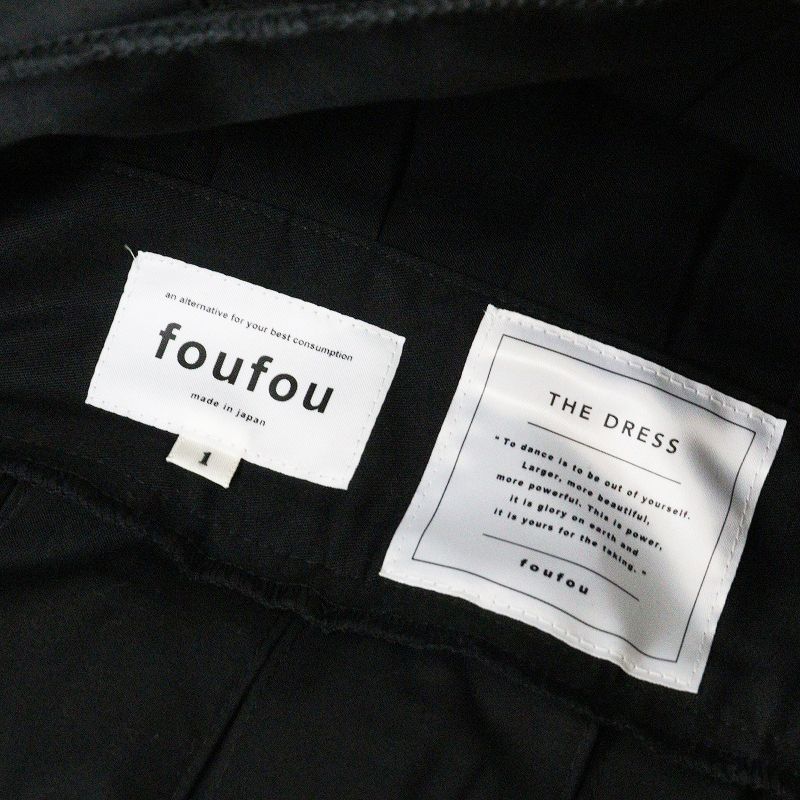 an alternative for your best consumption
foufou
made in japan
1
THE DRESS
"To dance is to be out of yourself.
Larger, more beautiful,
more powerful. This is power,
it is glory on earth and
it is yours for the taking."
foufou